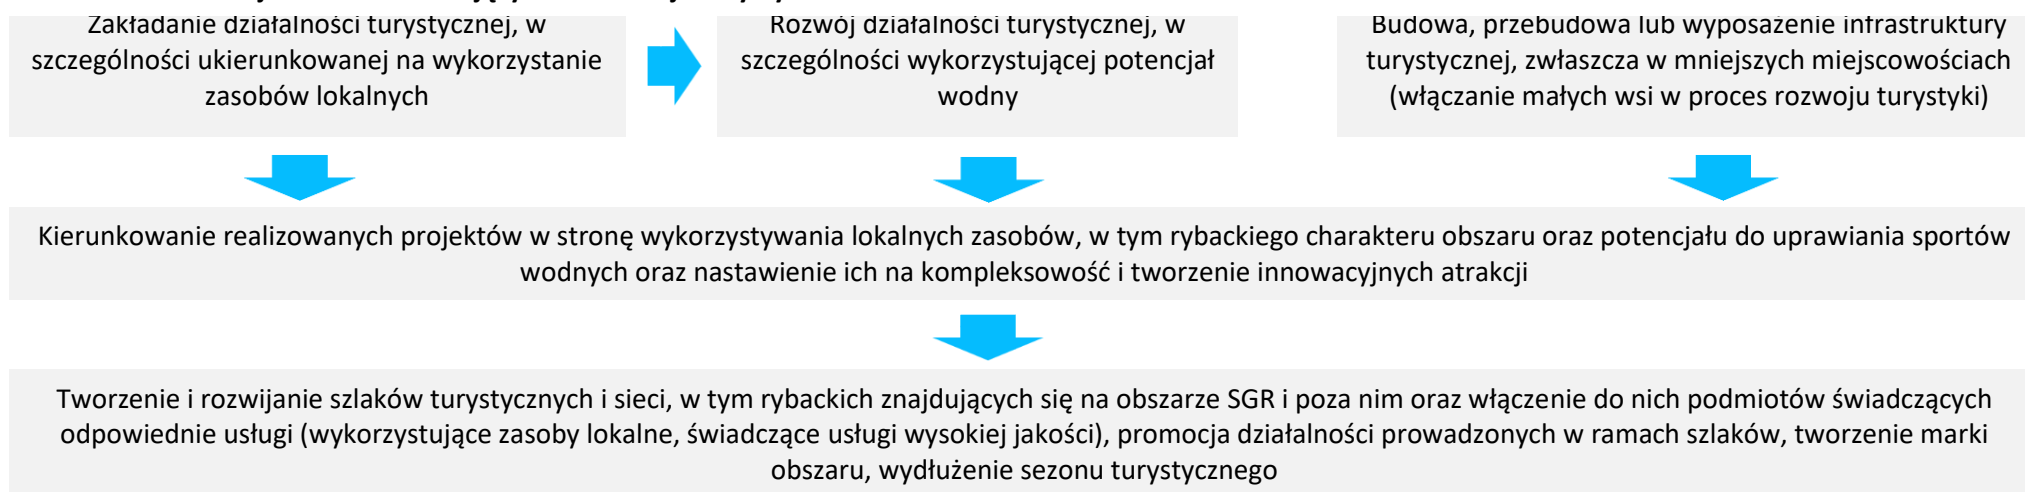 Zakładanie działalności turystycznej, w
szczególności ukierunkowanej na wykorzystanie
zasobów lokalnych
Rozwój działalności turystycznej, w
szczególności wykorzystującej potencjał
wodny
Budowa, przebudowa lub wyposażenie infrastruktury
turystycznej, zwłaszcza w mniejszych miejscowościach
(włączanie małych wsi w proces rozwoju turystyki)
Kierunkowanie realizowanych projektów w stronę wykorzystywania lokalnych zasobów, w tym rybackiego charakteru obszaru oraz potencjału do uprawiania sportów
wodnych oraz nastawienie ich na kompleksowość i tworzenie innowacyjnych atrakcji
Tworzenie i rozwijanie szlaków turystycznych i sieci, w tym rybackich znajdujących się na obszarze SGR i poza nim oraz włączenie do nich podmiotów świadczących
odpowiednie usługi (wykorzystujące zasoby lokalne, świadczące usługi wysokiej jakości), promocja działalności prowadzonych w ramach szlaków, tworzenie marki
obszaru, wydłużenie sezonu turystycznego